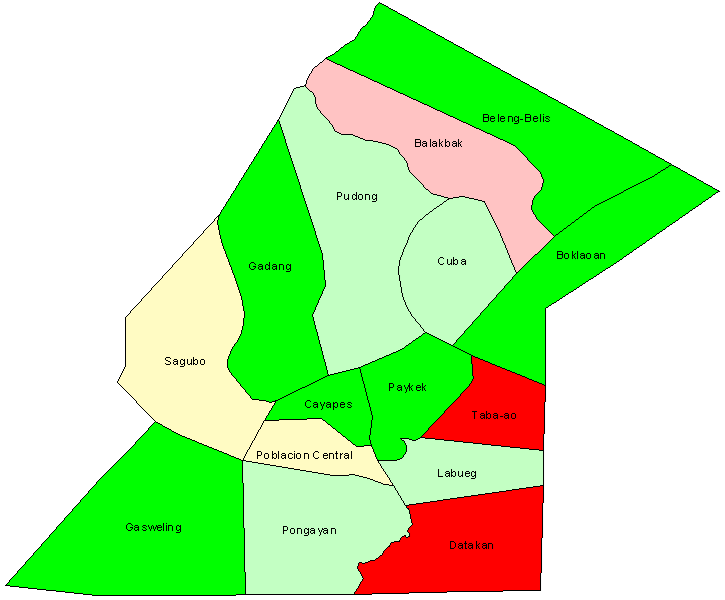 Beleng-Belis
Balakbak
Pudong
Boklaoan
Cuba
Gadang
Sagubo
Paykek
Cayapes
Taba-ao
Poblacion Central
Labueg
Gasweling
Pongayan
Datakan